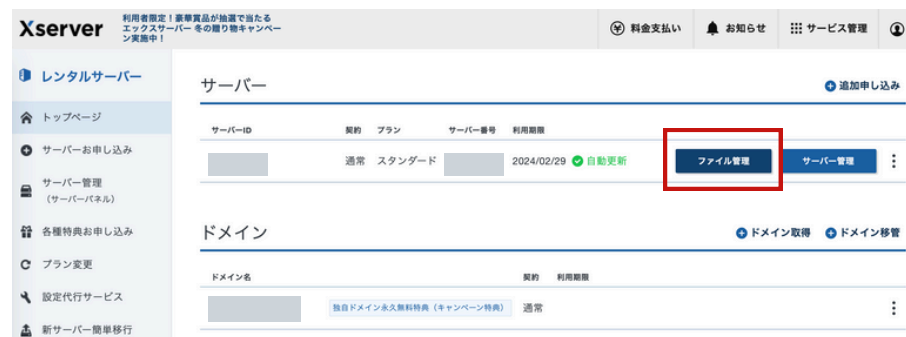 Xserver
利用者限定！豪華賞品が抽選で当たる
エックスサーバー 冬の贈り物キャンペー
ン実施中！
料金支払い
お知らせ
サービス管理
レンタルサーバー
トップページ
サーバーお申し込み
サーバー管理
（サーバーパネル）
各種特典お申し込み
プラン変更
設定代行サービス
新サーバー簡単移行
サーバー
追加申し込み
サーバーID 契約 プラン サーバー番号 利用期限
通常 スタンダード 2024/02/29 自動更新 ファイル管理 サーバー管理
ドメイン
ドメイン取得 ドメイン移管
ドメイン名 契約 利用期限
独自ドメイン永久無料特典（キャンペーン特典） 通常